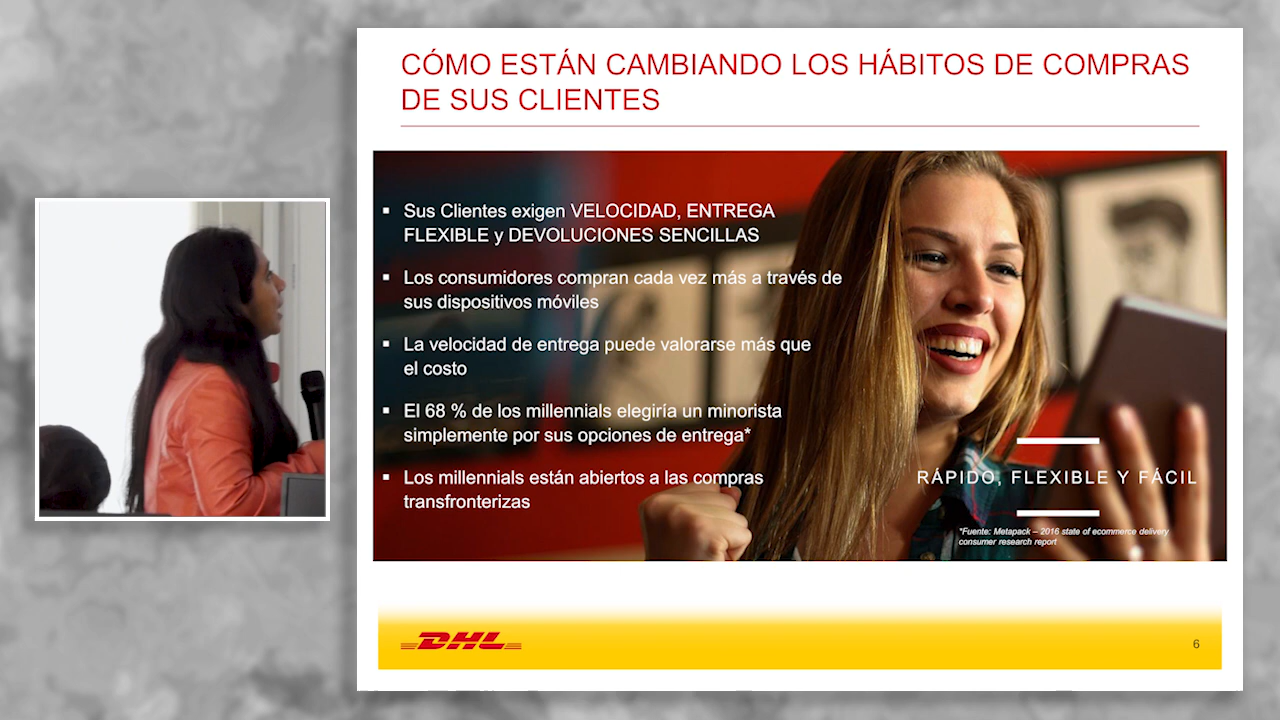 CÓMO ESTÁN CAMBIANDO LOS HÁBITOS DE COMPRAS
DE SUS CLIENTES
▪ Sus Clientes exigen VELOCIDAD, ENTREGA
FLEXIBLE y DEVOLUCIONES SENCILLAS
▪ Los consumidores compran cada vez más a través de
sus dispositivos móviles
▪ La velocidad de entrega puede valorarse más que
el costo
▪ El 68 % de los millennials elegiría un minorista
simplemente por sus opciones de entrega*
▪ Los millennials están abiertos a las compras
transfronterizas
RÁPIDO, FLEXIBLE Y FÁCIL
*Fuente: Metapack – 2016 state of ecommerce delivery
consumer research report
DHL
6